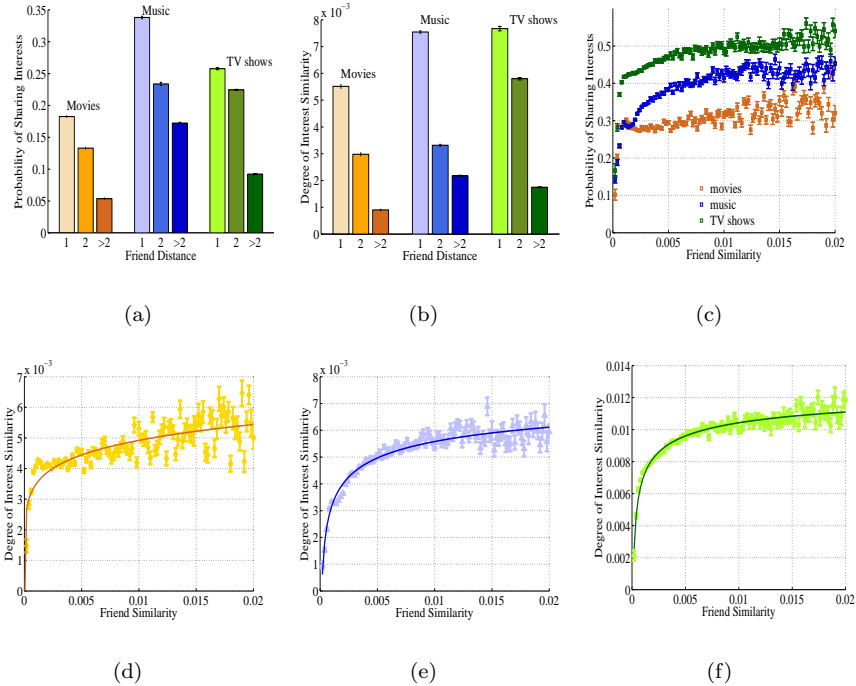 Probability of Sharing Interests
0.35
0.3
0.25
0.2
0.15
0.1
0.05
0
Movies
Music
TV shows
1 2 >2 1 2 >2 1 2 >2
Friend Distance
(a)
Degree of Interest Similarity
x 10⁻³
8
7
6
5
4
3
2
1
0
Movies
Music
TV shows
1 2 >2 1 2 >2 1 2 >2
Friend Distance
(b)
Probability of Sharing Interests
0.5
0.4
0.3
0.2
0.1
0
movies
music
TV shows
0 0.005 0.01 0.015 0.02
Friend Similarity
(c)
Degree of Interest Similarity
x 10⁻³
7
6
5
4
3
2
1
0
0 0.005 0.01 0.015 0.02
Friend Similarity
(d)
Degree of Interest Similarity
x 10⁻³
8
7
6
5
4
3
2
1
0
0 0.005 0.01 0.015 0.02
Friend Similarity
(e)
Degree of Interest Similarity
0.014
0.012
0.01
0.008
0.006
0.004
0.002
0
0 0.005 0.01 0.015 0.02
Friend Similarity
(f)